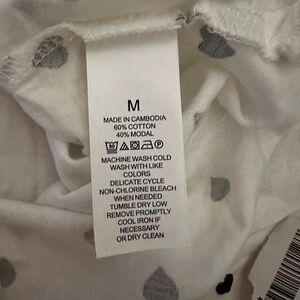 M
MADE IN CAMBODIA
60% COTTON
40% MODAL
MACHINE WASH COLD
WASH WITH LIKE
COLORS
DELICATE CYCLE
NON-CHLORINE BLEACH
WHEN NEEDED
TUMBLE DRY LOW
REMOVE PROMPTLY
COOL IRON IF
NECESSARY
OR DRY CLEAN